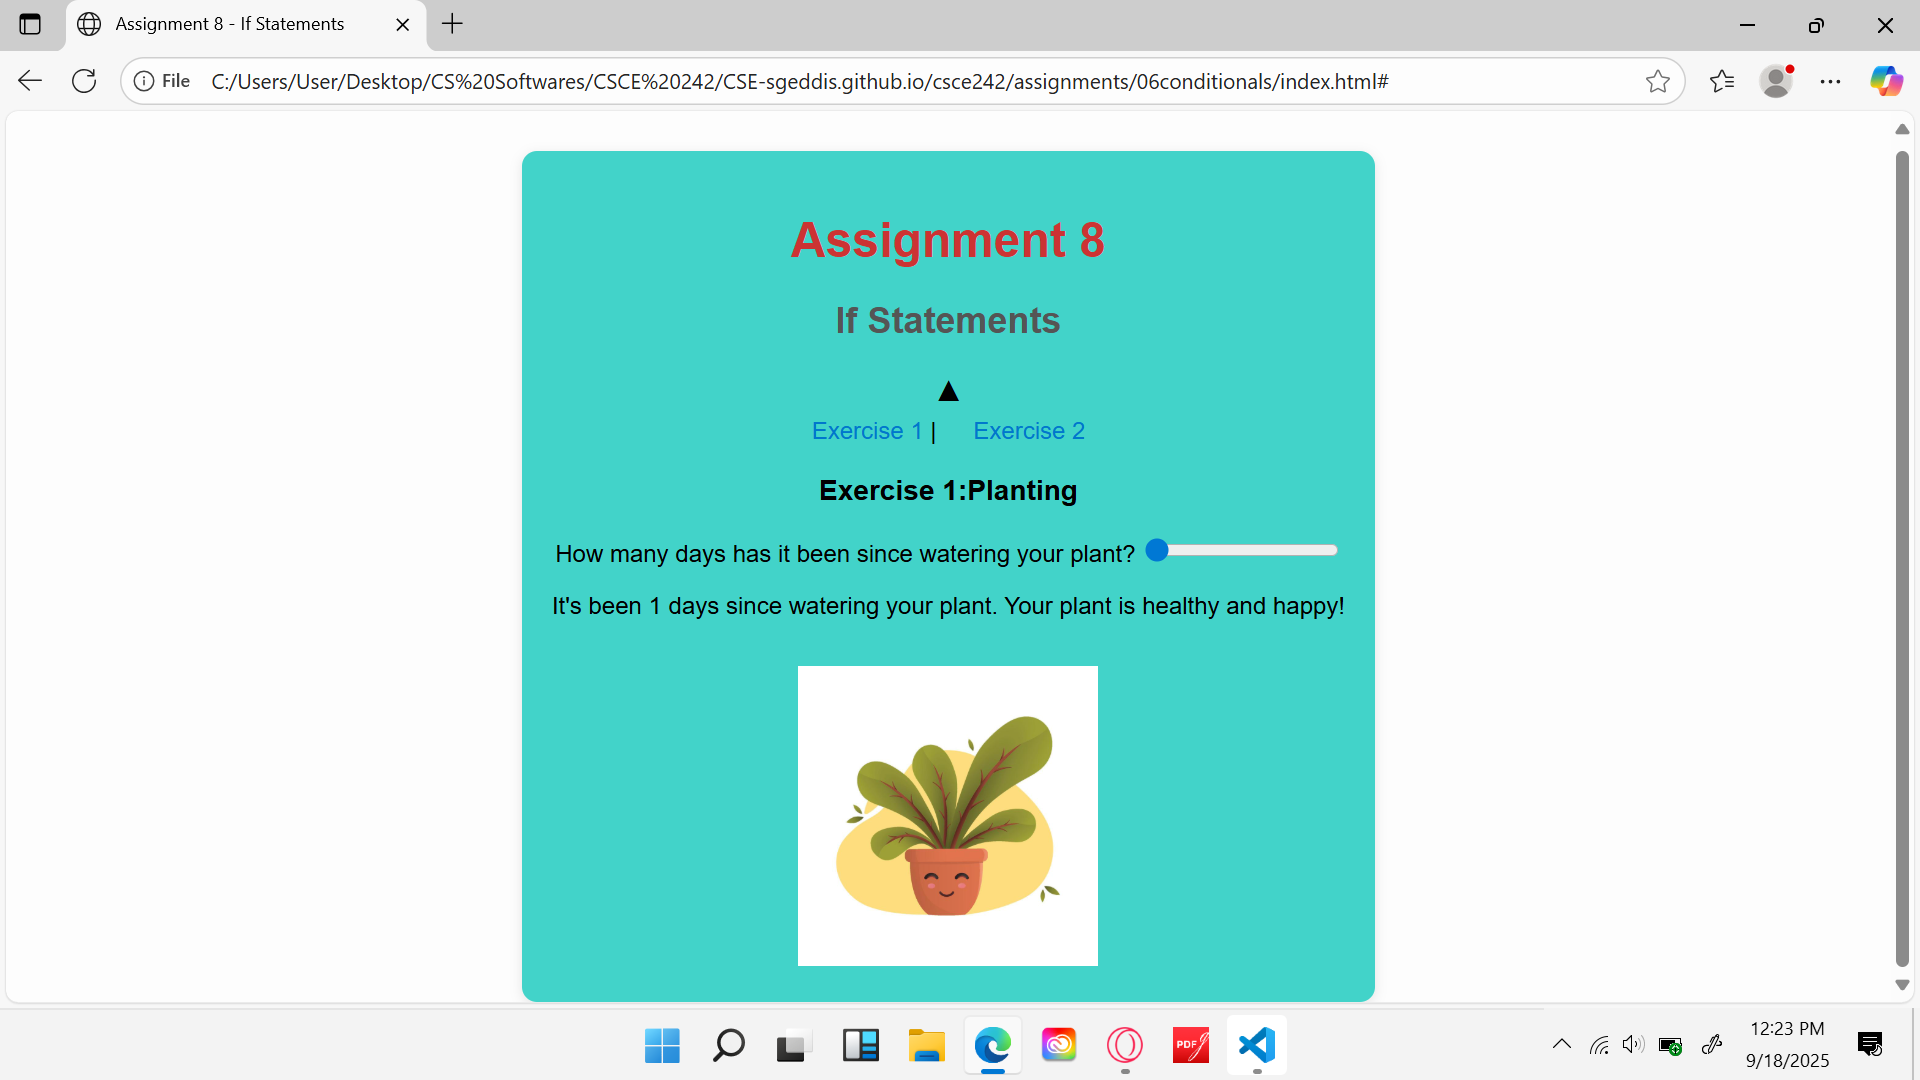 Assignment 8 - If Statements
File C:/Users/User/Desktop/CS%20Softwares/CSCE%20242/CSE-sgeddis.github.io/csce242/assignments/06conditionals/index.html#
Assignment 8
If Statements
▲
Exercise 1 | Exercise 2
Exercise 1:Planting
How many days has it been since watering your plant?
It's been 1 days since watering your plant. Your plant is healthy and happy!
PDF
12:23 PM
9/18/2025